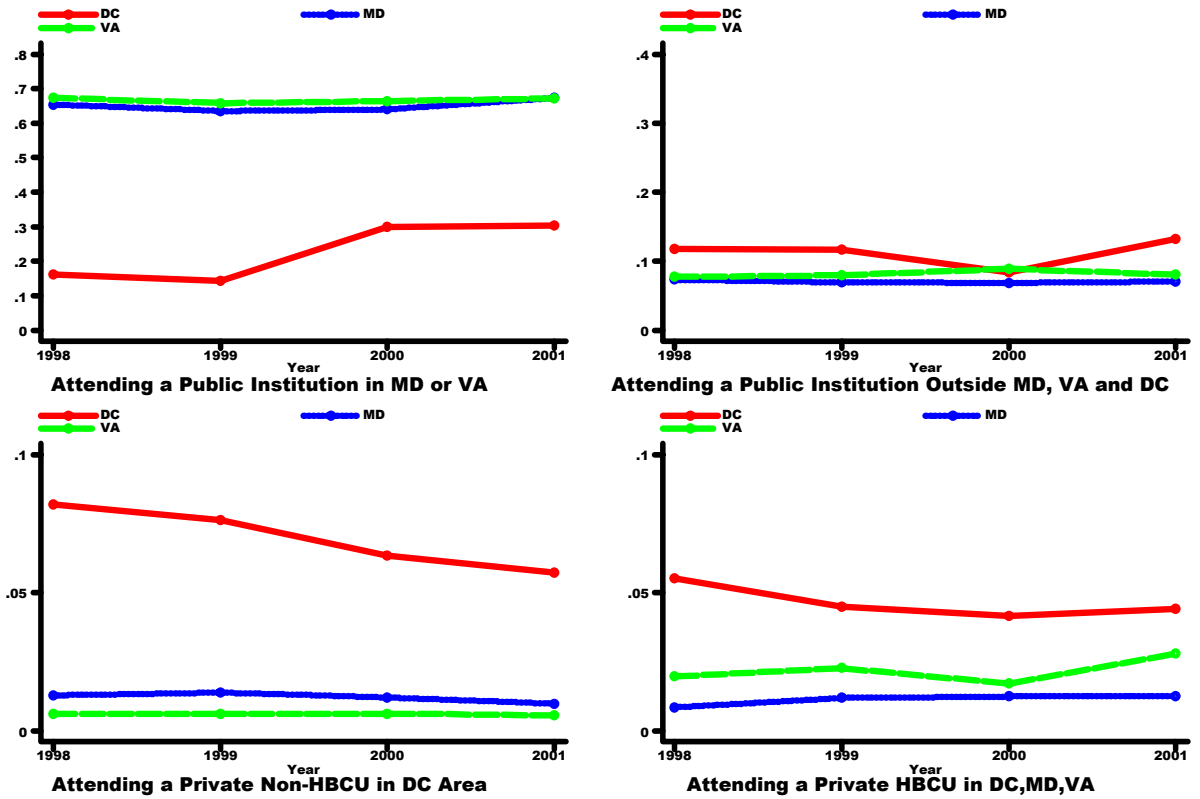 DC MD
VA
.8
.7
.6
.5
.4
.3
.2
.1
0
1998 1999 2000 2001
Year
Attending a Public Institution in MD or VA
DC MD
VA
.4
.3
.2
.1
0
1998 1999 2000 2001
Year
Attending a Public Institution Outside MD, VA and DC
DC MD
VA
.1
.05
0
1998 1999 2000 2001
Year
Attending a Private Non-HBCU in DC Area
DC MD
VA
.1
.05
0
1998 1999 2000 2001
Year
Attending a Private HBCU in DC,MD,VA